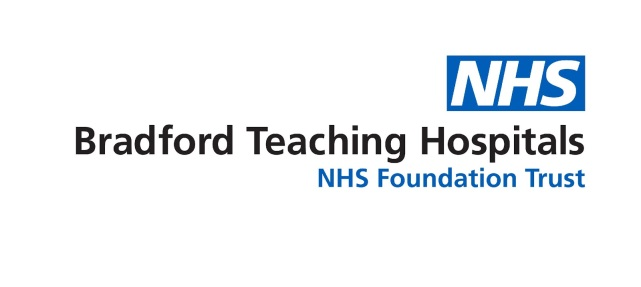 NHS
Bradford Teaching Hospitals
NHS Foundation Trust